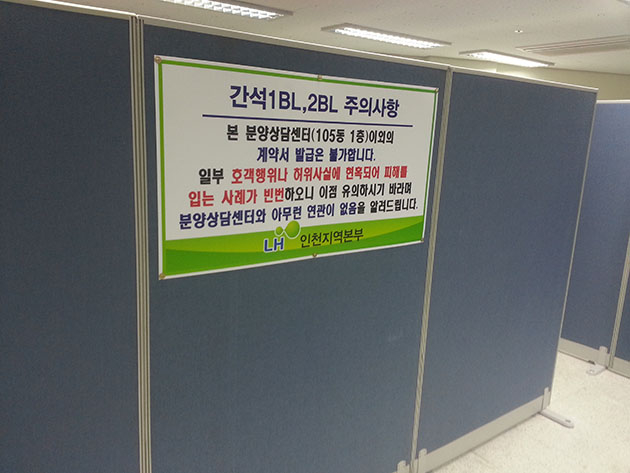 간석1BL,2BL 주의사항
본 분양상담센터(105동 1층)이외의
계약서 발급은 불가합니다.
일부 호객행위나 허위사실에 현혹되어 피해를
입는 사례가 빈번하오니 이점 유의하시기 바라며
분양상담센터와 아무런 연관이 없음을 알려드립니다.
LH 인천지역본부